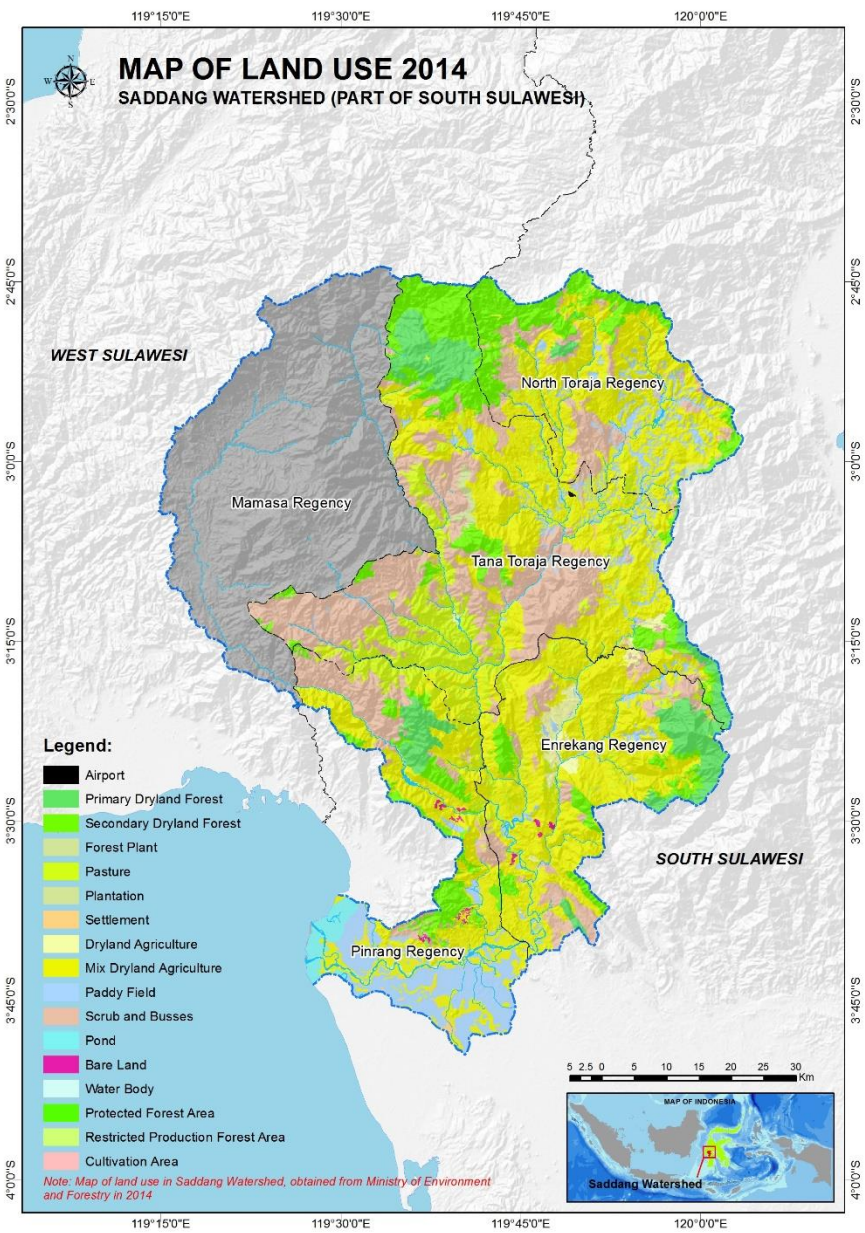 119°15'0"E
119°30'0"E
119°45'0"E
120°0'0"E
MAP OF LAND USE 2014
SADDANG WATERSHED (PART OF SOUTH SULAWESI)
N
W
E
S
2°30'0"S
2°30'0"S
2°45'0"S
2°45'0"S
WEST SULAWESI
North Toraja Regency
3°0'0"S
3°0'0"S
Mamasa Regency
Tana Toraja Regency
3°15'0"S
3°15'0"S
Enrekang Regency
3°30'0"S
3°30'0"S
SOUTH SULAWESI
Pinrang Regency
3°45'0"S
3°45'0"S
4°0'0"S
4°0'0"S
Legend:
Airport
Primary Dryland Forest
Secondary Dryland Forest
Forest Plant
Pasture
Plantation
Settlement
Dryland Agriculture
Mix Dryland Agriculture
Paddy Field
Scrub and Busses
Pond
Bare Land
Water Body
Protected Forest Area
Restricted Production Forest Area
Cultivation Area
Note: Map of land use in Saddang Watershed, obtained from Ministry of Environment
and Forestry in 2014
5 2.5 0 5 10 15 20 25 30
Km
MAP OF INDONESIA
Saddang Watershed
119°15'0"E
119°30'0"E
119°45'0"E
120°0'0"E